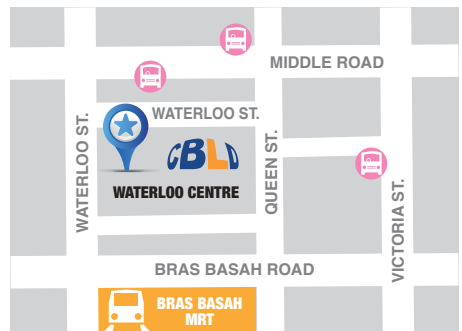 MIDDLE ROAD
WATERLOO ST.
WATERLOO ST.
CBLD
WATERLOO CENTRE
QUEEN ST.
VICTORIA ST.
BRAS BASAH ROAD
BRAS BASAH
MRT